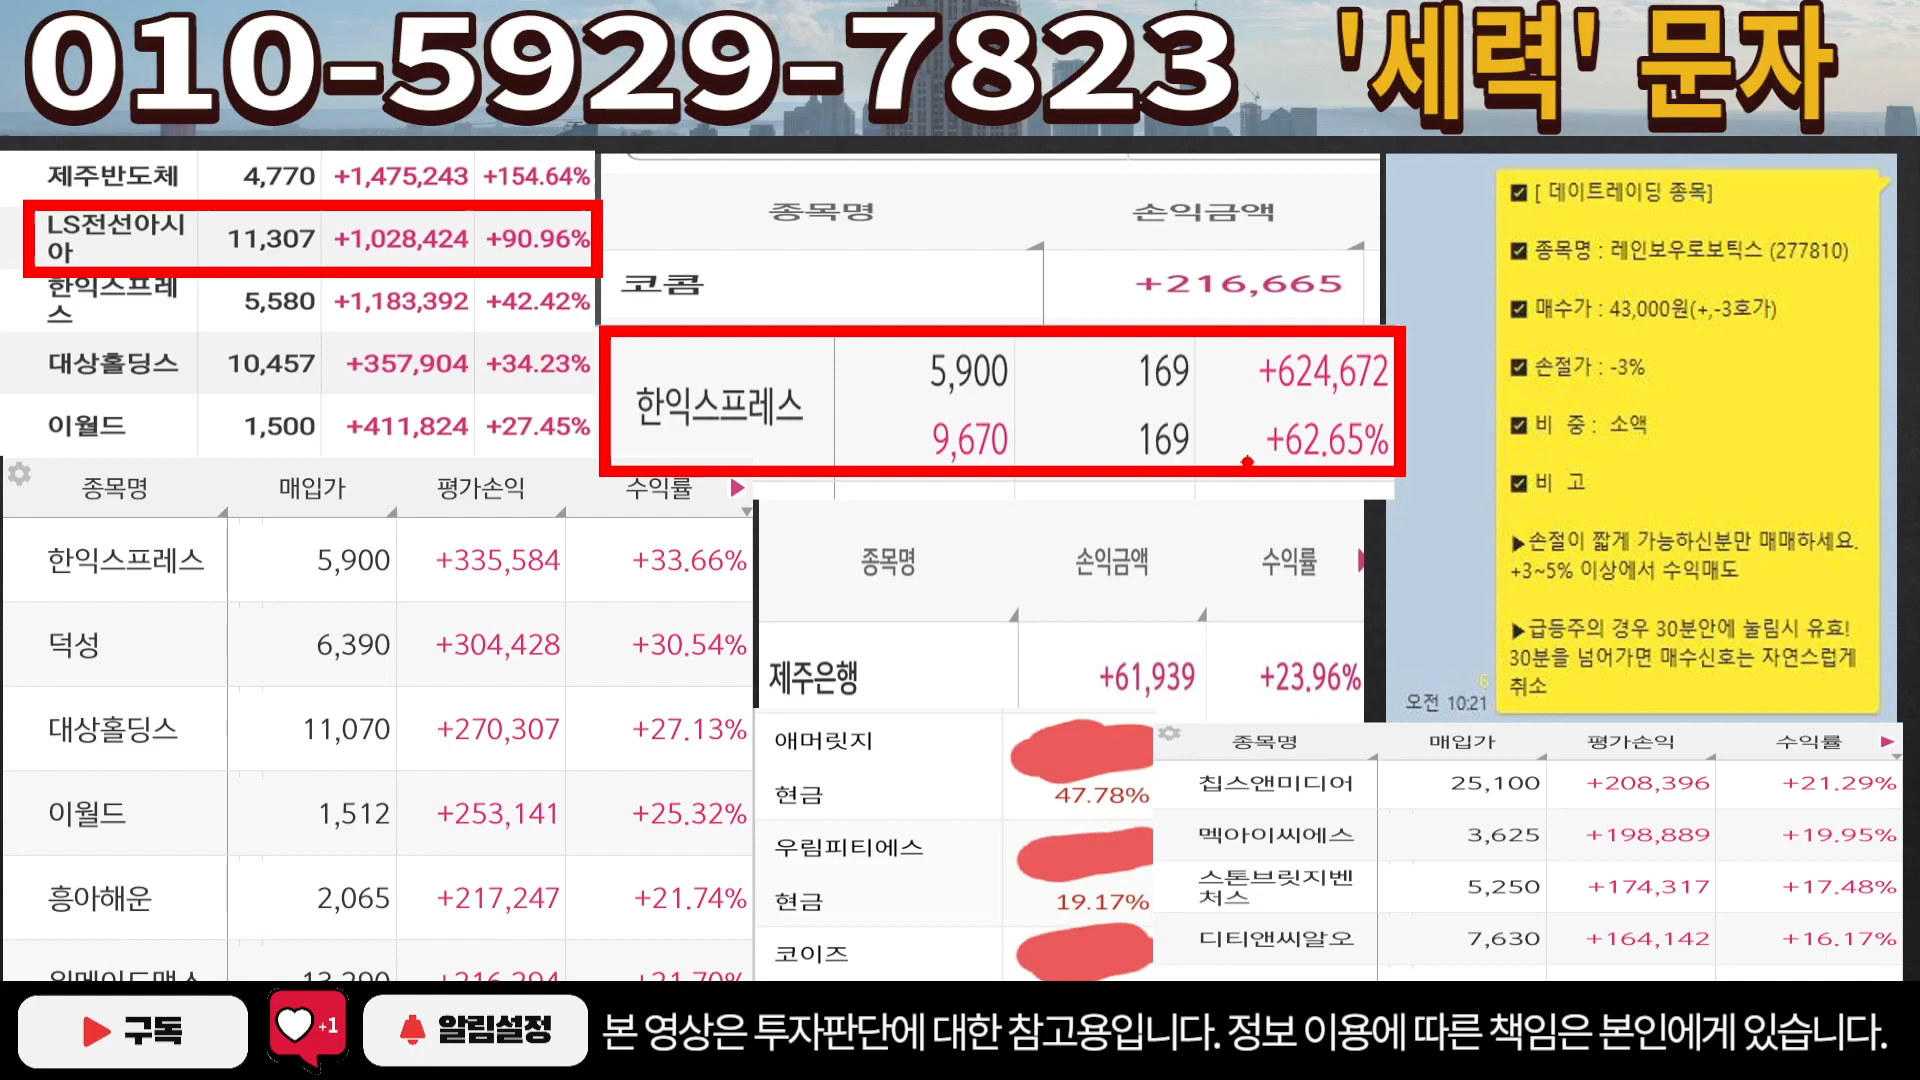 010-5929-7823 '세력' 문자
제주반도체 4,770 +1,475,243 +154.64%
LS전선아시아 11,307 +1,028,424 +90.96%
한익스프레스 5,580 +1,183,392 +42.42%
대상홀딩스 10,457 +357,904 +34.23%
이월드 1,500 +411,824 +27.45%
종목명 손익금액
코콤 +216,665
한익스프레스 5,900 169 +624,672
9,670 169 +62.65%
[ 데이트레이딩 종목]
종목명 : 레인보우로보틱스 (277810)
매수가 : 43,000원(+,-3호가)
손절가 : -3%
비 중 : 소액
비 고
▶손절이 짧게 가능하신분만 매매하세요.
+3~5% 이상에서 수익매도
▶급등주의 경우 30분안에 눌림시 유효!
30분을 넘어가면 매수신호는 자연스럽게
취소
6
오전 10:21
종목명 매입가 평가손익 수익률
한익스프레스 5,900 +335,584 +33.66%
덕성 6,390 +304,428 +30.54%
대상홀딩스 11,070 +270,307 +27.13%
이월드 1,512 +253,141 +25.32%
흥아해운 2,065 +217,247 +21.74%
종목명 손익금액 수익률
제주은행 +61,939 +23.96%
애머릿지
현금 47.78%
우림피티에스
현금 19.17%
코이즈
종목명 매입가 평가손익 수익률
칩스앤미디어 25,100 +208,396 +21.29%
멕아이씨에스 3,625 +198,889 +19.95%
스톤브릿지벤처스 5,250 +174,317 +17.48%
디티앤씨알오 7,630 +164,142 +16.17%
구독 +1 알림설정 본 영상은 투자판단에 대한 참고용입니다. 정보 이용에 따른 책임은 본인에게 있습니다.